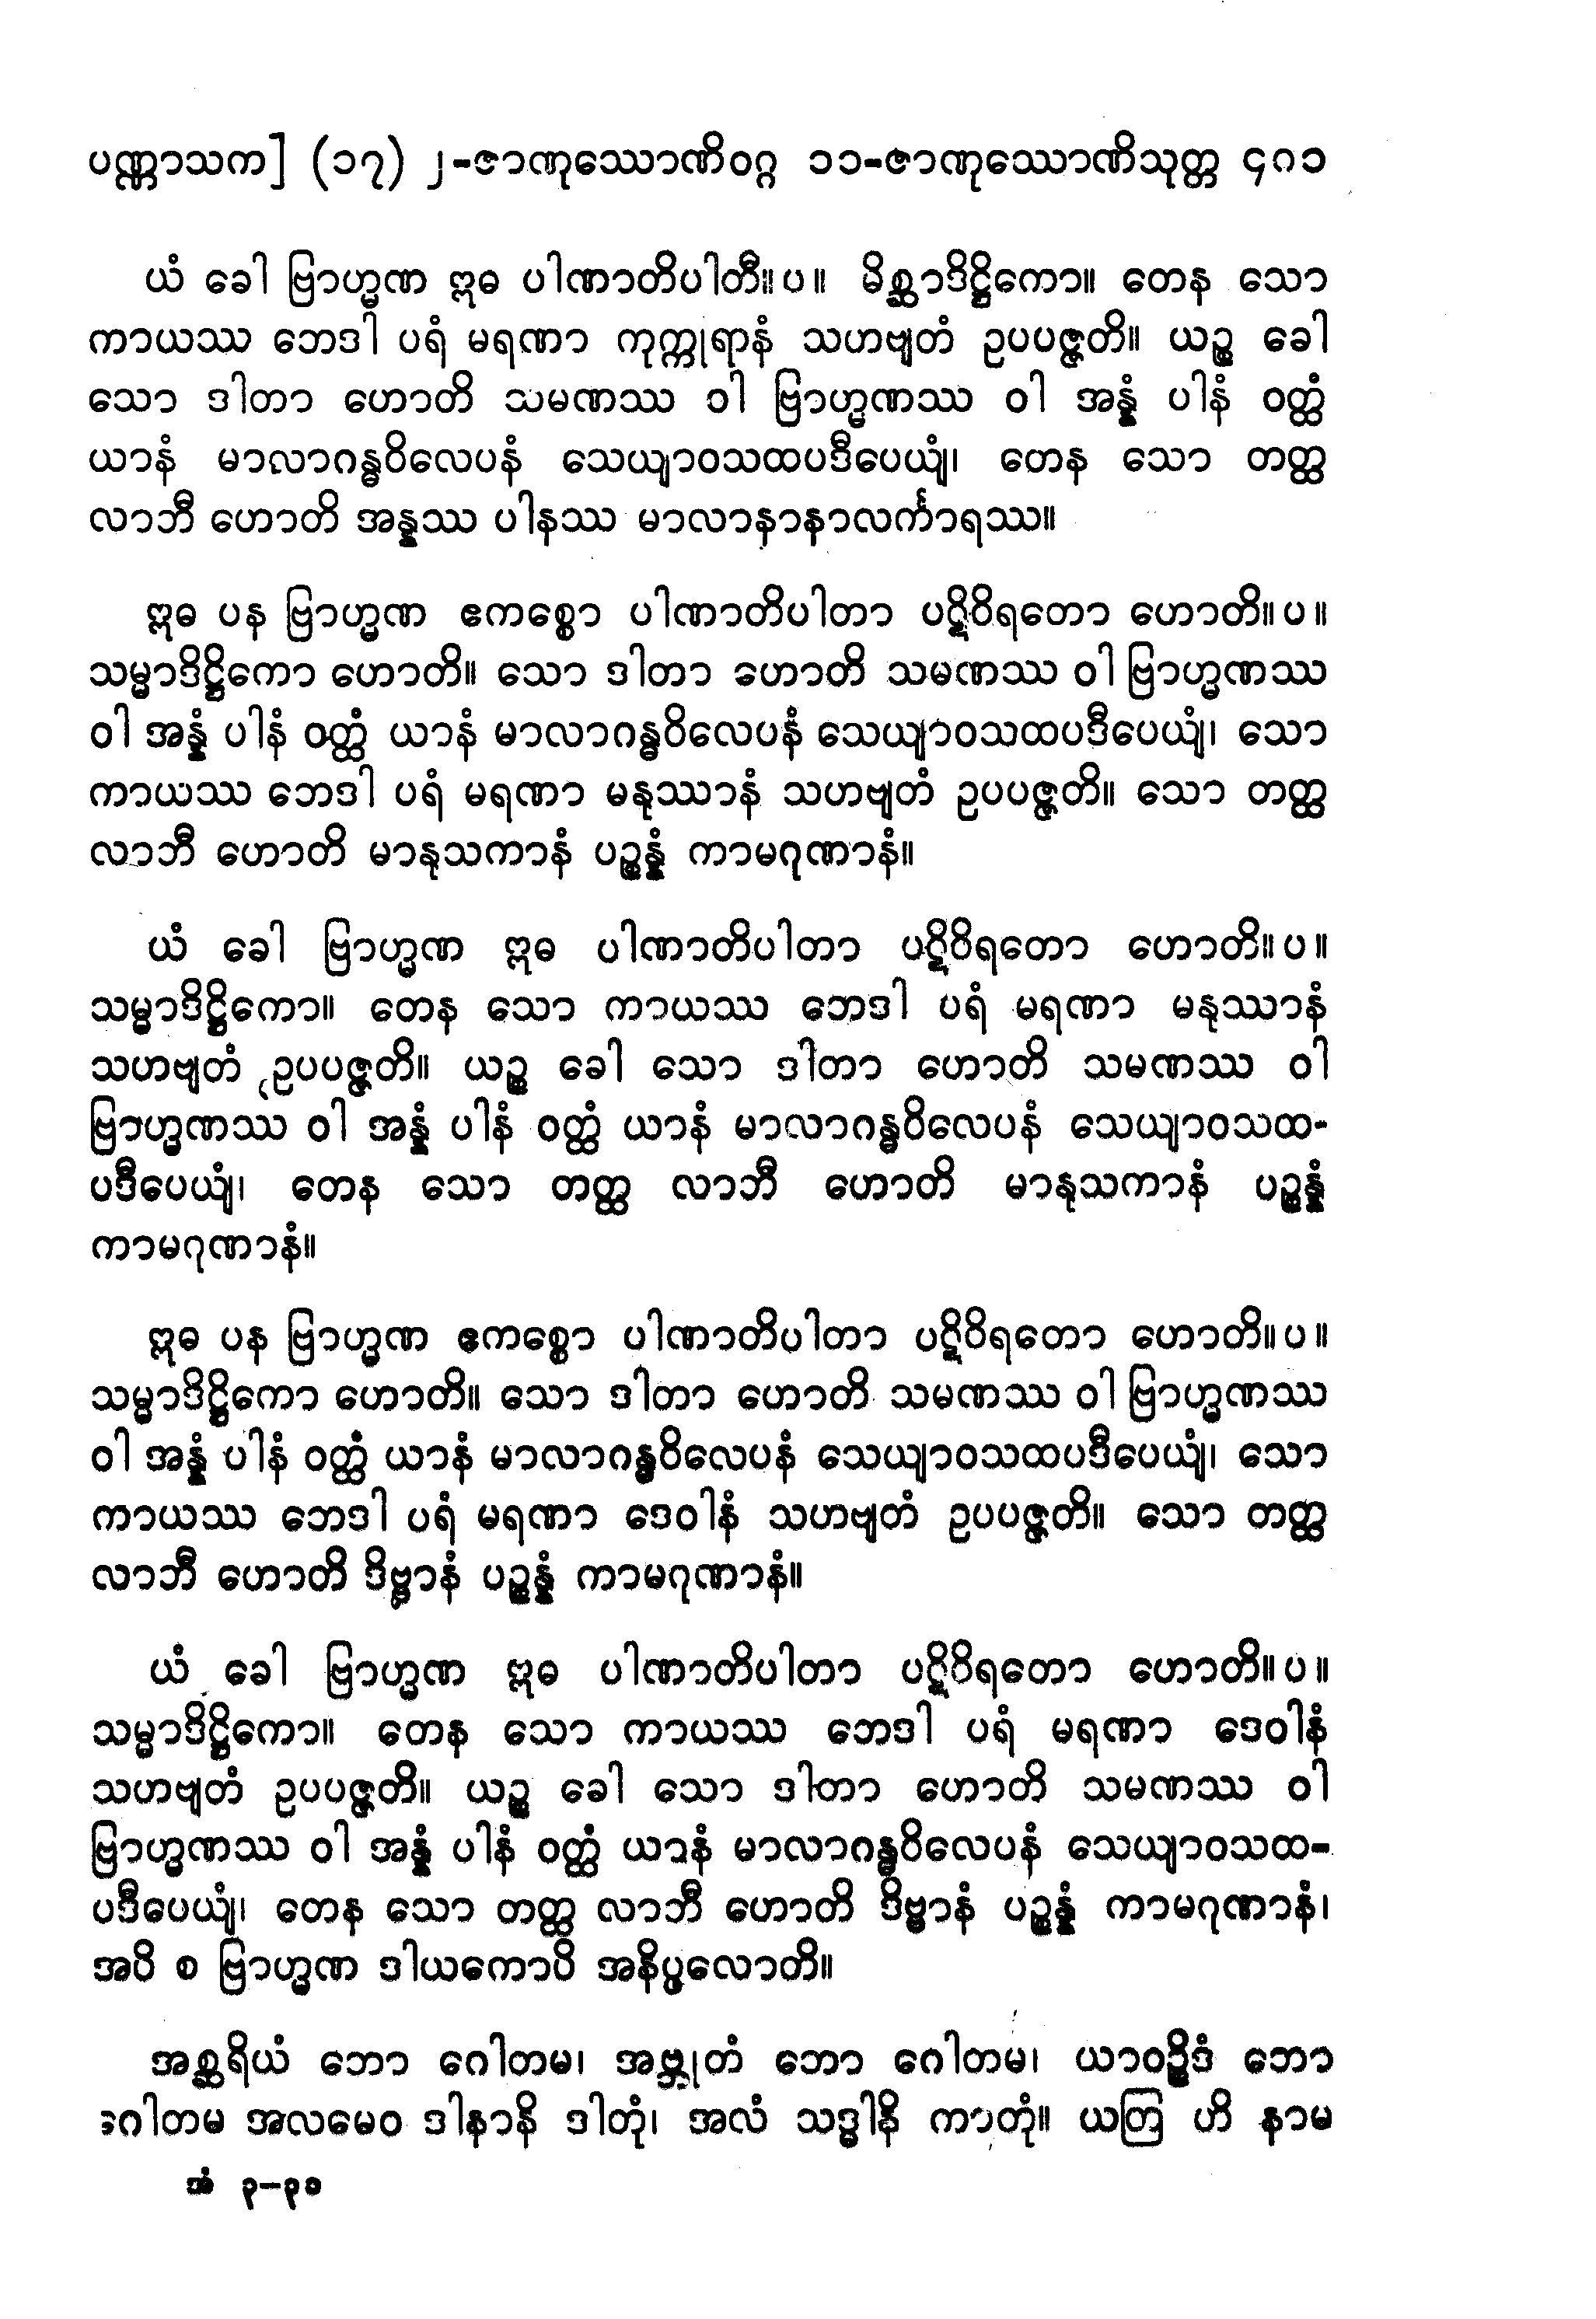 ပဏ္ဏာသက] (၁၇) ၂-ဇာဏုဿောဏိဝဂ္ဂ ၁၁-ဇာဏုဿောဏိသုတ္တ ၄၈၁
ယံ ခေါ ဗြာဟ္မဏ ဣဓ ပါဏာတိပါတီ။ပ။ မိစ္ဆာဒိဋ္ဌိကော။ တေန သော
ကာယဿ ဘေဒါ ပရံ မရဏာ ကုက္ကုရာနံ သဟဗျတံ ဥပပဇ္ဇတိ။ ယဉ္စ ခေါ
သော ဒါတာ ဟောတိ သမဏဿ ဝါ ဗြာဟ္မဏဿ ဝါ အန္နံ ပါနံ ဝတ္ထံ
ယာနံ မာလာဂန္ဓဝိလေပနံ သေယျာဝသထပဒီပေယျံ၊ တေန သော တတ္ထ
လာဘီ ဟောတိ အန္နဿ ပါနဿ မာလာနာနာလင်္ကာရဿ။
ဣဓ ပန ဗြာဟ္မဏ ဧကစ္စော ပါဏာတိပါတာ ပဋိဝိရတော ဟောတိ။ပ။
သမ္မာဒိဋ္ဌိကော ဟောတိ။ သော ဒါတာ ဟောတိ သမဏဿ ဝါ ဗြာဟ္မဏဿ
ဝါ အန္နံ ပါနံ ဝတ္ထံ ယာနံ မာလာဂန္ဓဝိလေပနံ သေယျာဝသထပဒီပေယျံ၊ သော
ကာယဿ ဘေဒါ ပရံ မရဏာ မနုဿာနံ သဟဗျတံ ဥပပဇ္ဇတိ။ သော တတ္ထ
လာဘီ ဟောတိ မာနုသကာနံ ပဉ္စန္နံ ကာမဂုဏာနံ။
ယံ ခေါ ဗြာဟ္မဏ ဣဓ ပါဏာတိပါတာ ပဋိဝိရတော ဟောတိ။ပ။
သမ္မာဒိဋ္ဌိကော။ တေန သော ကာယဿ ဘေဒါ ပရံ မရဏာ မနုဿာနံ
သဟဗျတံ ဥပပဇ္ဇတိ။ ယဉ္စ ခေါ သော ဒါတာ ဟောတိ သမဏဿ ဝါ
ဗြာဟ္မဏဿ ဝါ အန္နံ ပါနံ ဝတ္ထံ ယာနံ မာလာဂန္ဓဝိလေပနံ သေယျာဝသထ-
ပဒီပေယျံ၊ တေန သော တတ္ထ လာဘီ ဟောတိ မာနုသကာနံ ပဉ္စန္နံ
ကာမဂုဏာနံ။
ဣဓ ပန ဗြာဟ္မဏ ဧကစ္စော ပါဏာတိပါတာ ပဋိဝိရတော ဟောတိ။ပ။
သမ္မာဒိဋ္ဌိကော ဟောတိ။ သော ဒါတာ ဟောတိ သမဏဿ ဝါ ဗြာဟ္မဏဿ
ဝါ အန္နံ ပါနံ ဝတ္ထံ ယာနံ မာလာဂန္ဓဝိလေပနံ သေယျာဝသထပဒီပေယျံ၊ သော
ကာယဿ ဘေဒါ ပရံ မရဏာ ဒေဝါနံ သဟဗျတံ ဥပပဇ္ဇတိ။ သော တတ္ထ
လာဘီ ဟောတိ ဒိဗ္ဗာနံ ပဉ္စန္နံ ကာမဂုဏာနံ။
ယံ ခေါ ဗြာဟ္မဏ ဣဓ ပါဏာတိပါတာ ပဋိဝိရတော ဟောတိ။ပ။
သမ္မာဒိဋ္ဌိကော။ တေန သော ကာယဿ ဘေဒါ ပရံ မရဏာ ဒေဝါနံ
သဟဗျတံ ဥပပဇ္ဇတိ။ ယဉ္စ ခေါ သော ဒါတာ ဟောတိ သမဏဿ ဝါ
ဗြာဟ္မဏဿ ဝါ အန္နံ ပါနံ ဝတ္ထံ ယာနံ မာလာဂန္ဓဝိလေပနံ သေယျာဝသထ-
ပဒီပေယျံ၊ တေန သော တတ္ထ လာဘီ ဟောတိ ဒိဗ္ဗာနံ ပဉ္စန္နံ ကာမဂုဏာနံ၊
အပိ စ ဗြာဟ္မဏ ဒါယကောပိ အနိပ္ဖလောတိ။
အစ္ဆရိယံ ဘော ဂေါတမ၊ အဗ္ဘုတံ ဘော ဂေါတမ၊ ယာဝဉ္စိဒံ ဘော
ဂေါတမ အလမေဝ ဒါနာနိ ဒါတုံ၊ အလံ သဒ္ဓါနိ ကာတုံ။ ယတြ ဟိ နာမ
အံ ၃-၃၁